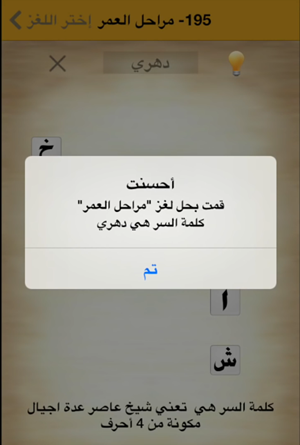 195- مراحل العمر إختر اللغز
دهري
خ
أحسنت
قمت بحل لغز "مراحل العمر"
كلمة السر هي دهري
تم
ا
ش
كلمة السر هي تعني شيخ عاصر عدة اجيال
مكونة من 4 أحرف